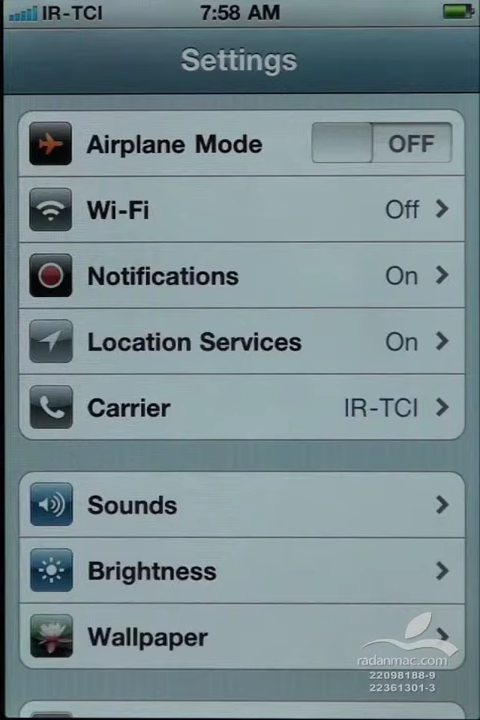 IR-TCI 7:58 AM
Settings
Airplane Mode OFF
Wi-Fi Off
Notifications On
Location Services On
Carrier IR-TCI
Sounds
Brightness
Wallpaper
radanmac.com
22098188-9
22361301-3